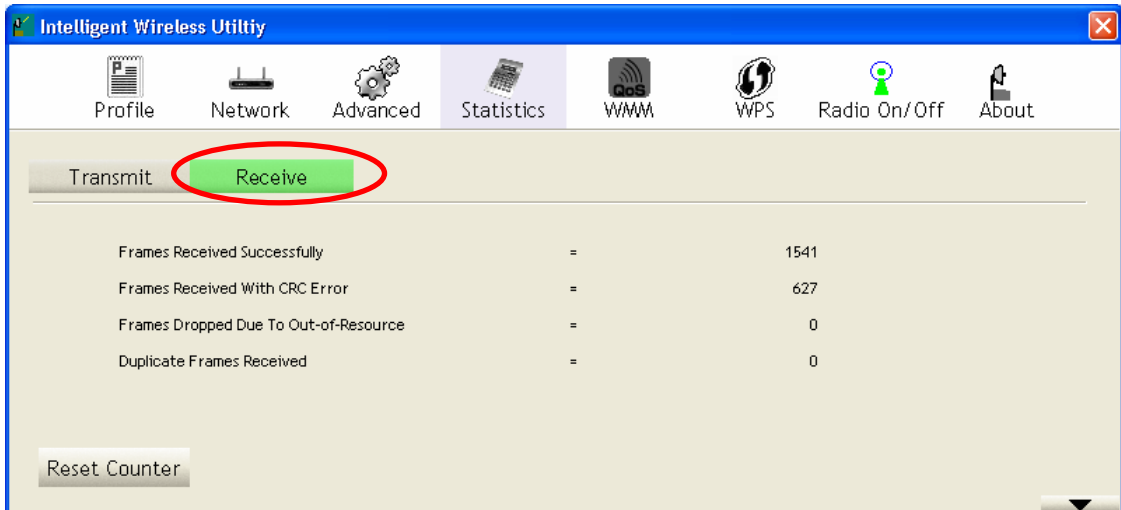 Intelligent Wireless Utiltiy
Profile Network Advanced Statistics QoS WMM WPS Radio On/Off About
Transmit Receive
Frames Received Successfully = 1541
Frames Received With CRC Error = 627
Frames Dropped Due To Out-of-Resource = 0
Duplicate Frames Received = 0
Reset Counter